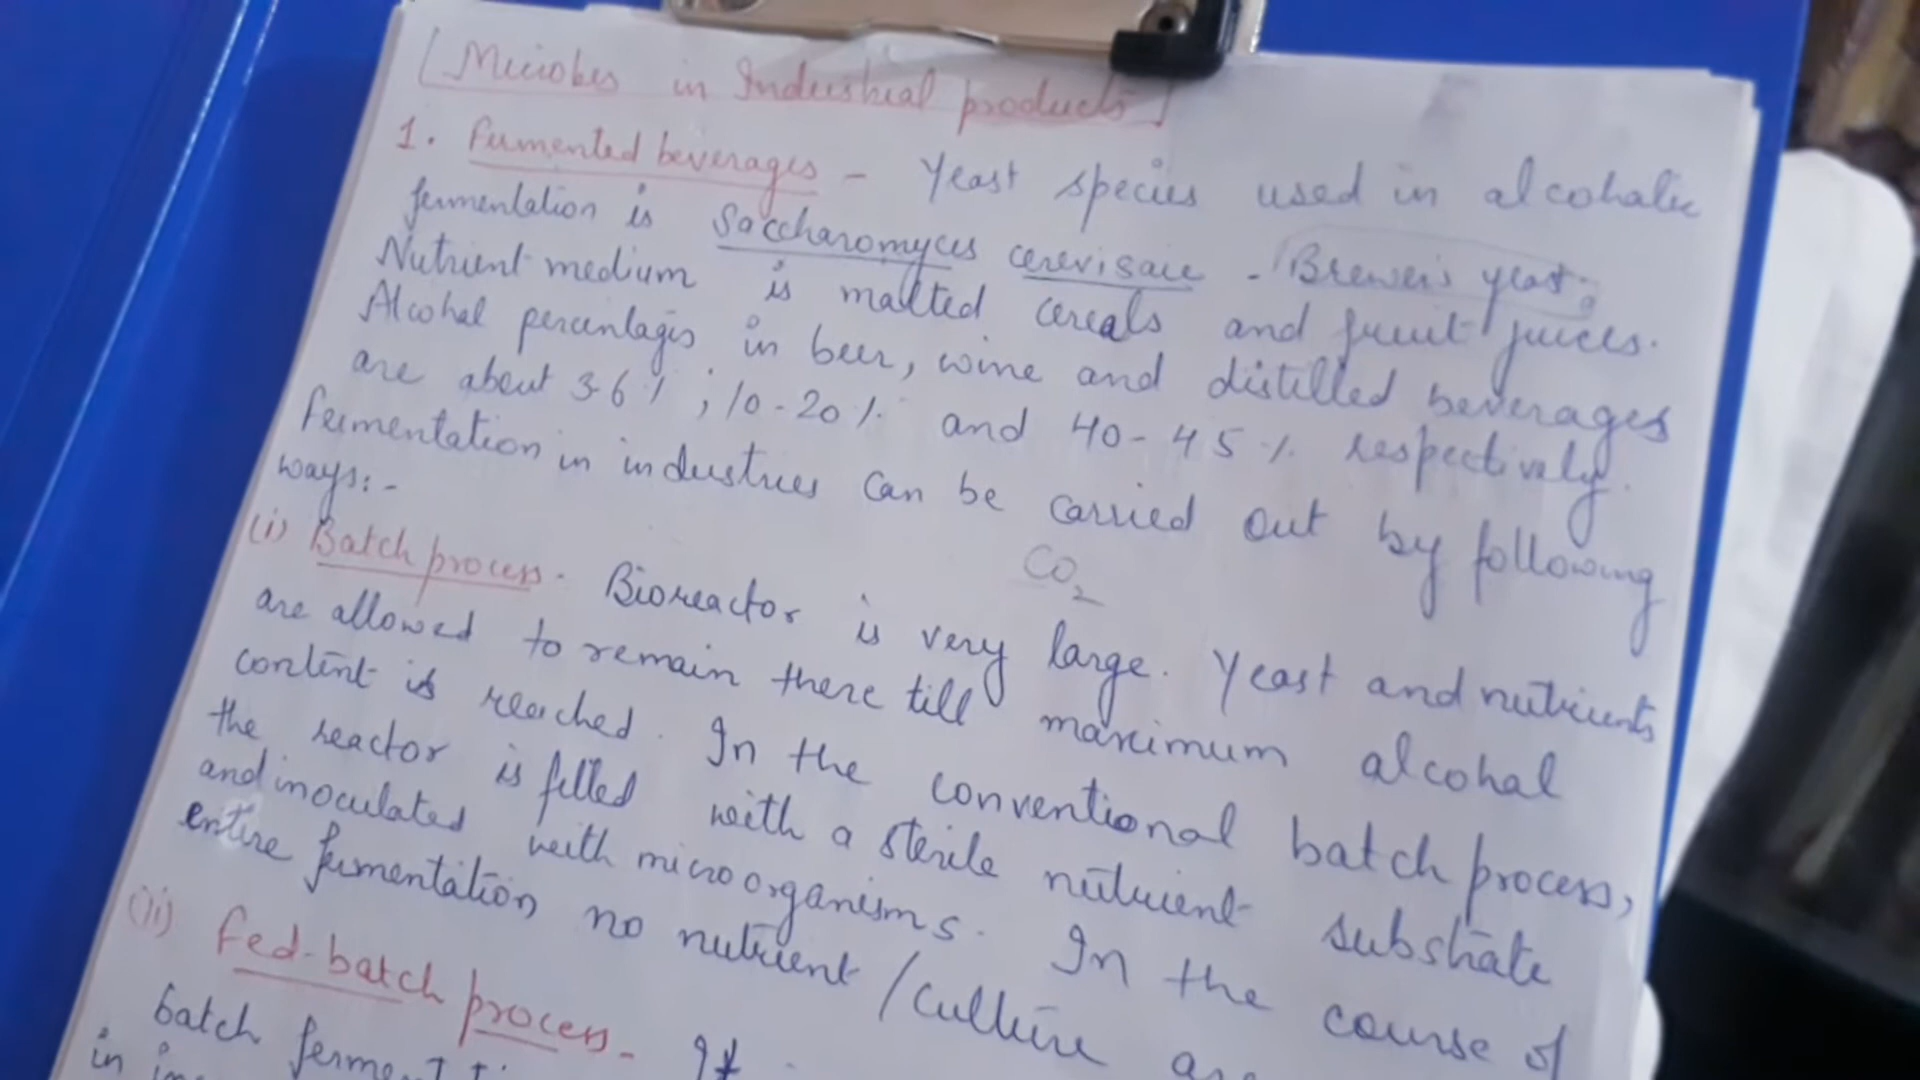 [Microbes in Industrial products]
1. Fermented beverages - Yeast species used in alcohalic
fermentation is Saccharomyces cerevisae - Brewer's yeast;
Nutrient medium is malted cereals and fruit juices.
Alcohal percentages in beer, wine and distilled beverages
are about 3-6%; 10-20% and 40-45% respectively.
Fermentation in industries can be carried out by following
ways:-
CO2
(i) Batch process - Bioreactor is very large. Yeast and nutrients
are allowed to remain there till maximum alcohal
content is reached. In the conventional batch process,
the reactor is filled with a sterile nutrient substrate
and inoculated with microorganisms. In the course of
entire fermentation no nutrient/culture are
(ii) Fed-batch process - It
batch
in